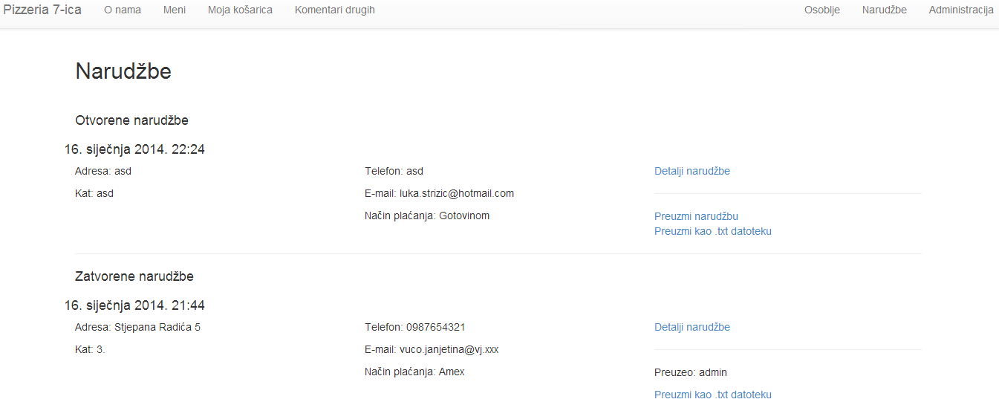 Pizzeria 7-ica O nama Meni Moja košarica Komentari drugih Osoblje Narudžbe Administracija
Narudžbe
Otvorene narudžbe
16. siječnja 2014. 22:24
Adresa: asd Telefon: asd Detalji narudžbe
Kat: asd E-mail: luka.strizic@hotmail.com
Način plaćanja: Gotovinom Preuzmi narudžbu
Preuzmi kao .txt datoteku
Zatvorene narudžbe
16. siječnja 2014. 21:44
Adresa: Stjepana Radića 5 Telefon: 0987654321 Detalji narudžbe
Kat: 3. E-mail: vuco.janjetina@vj.xxx
Način plaćanja: Amex Preuzeo: admin
Preuzmi kao .txt datoteku